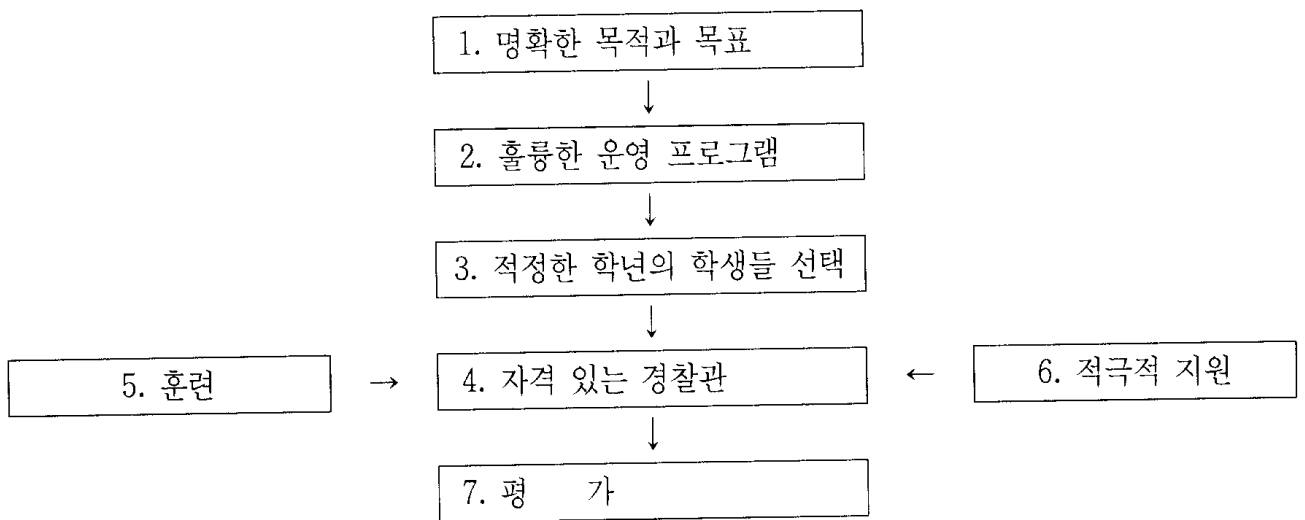 1. 명확한 목적과 목표
↓
2. 훌륭한 운영 프로그램
↓
3. 적정한 학년의 학생들 선택
↓
5. 훈련 → 4. 자격 있는 경찰관 ← 6. 적극적 지원
↓
7. 평 가